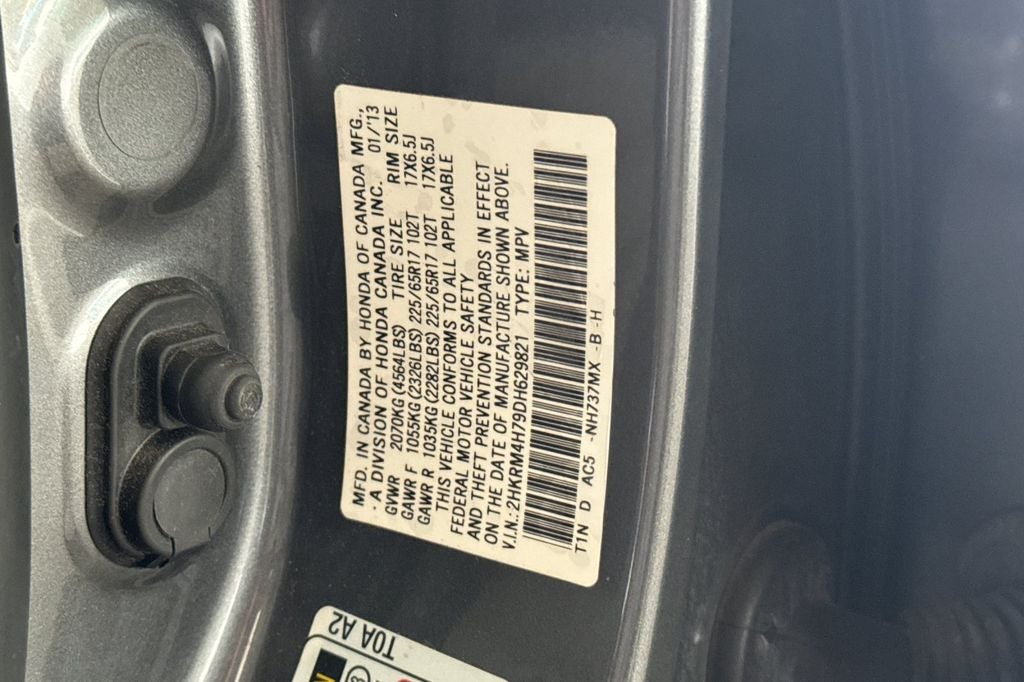 MFD. IN CANADA BY HONDA OF CANADA MFG.,
· A DIVISION OF HONDA CANADA INC. 01/'13
GVWR 2070KG (4564LBS) TIRE SIZE RIM SIZE
GAWR F 1055KG (2326LBS) 225/65R17 102T 17X6.5J
GAWR R 1035KG (2282LBS) 225/65R17 102T 17X6.5J
THIS VEHICLE CONFORMS TO ALL APPLICABLE
FEDERAL MOTOR VEHICLE SAFETY
AND THEFT PREVENTION STANDARDS IN EFFECT
ON THE DATE OF MANUFACTURE SHOWN ABOVE.
V.I.N.: 2HKRM4H79DH629821 TYPE: MPV
T1N D AC5 -NH737MX -B -H
TOA A2